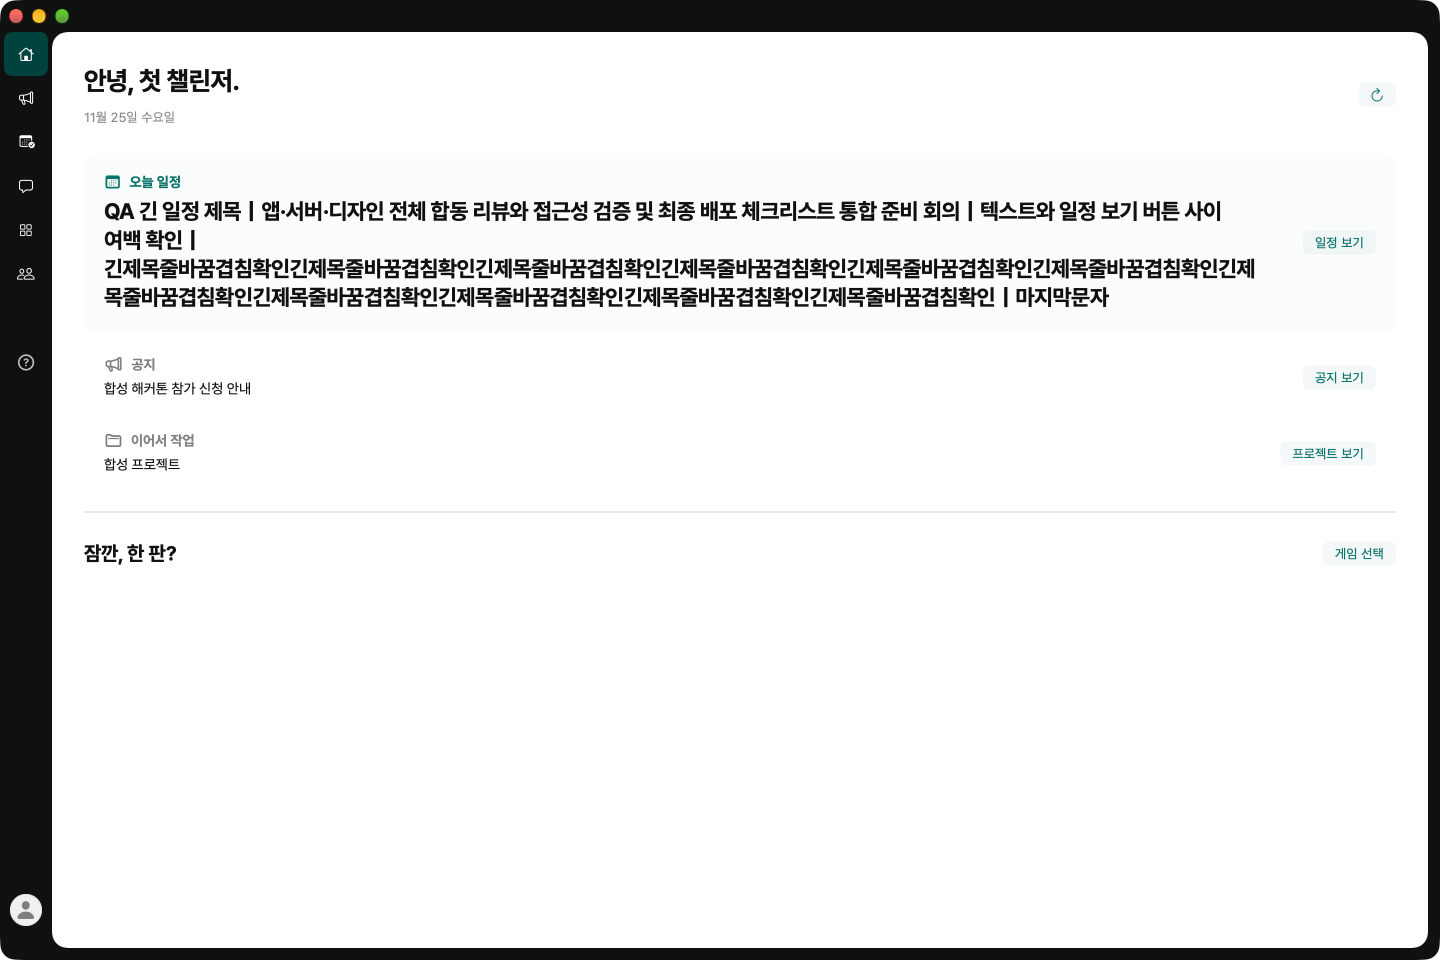 안녕, 첫 챌린저.
11월 25일 수요일
오늘 일정
QA 긴 일정 제목 | 앱·서버·디자인 전체 합동 리뷰와 접근성 검증 및 최종 배포 체크리스트 통합 준비 회의 | 텍스트와 일정 보기 버튼 사이
여백 확인 |
긴제목줄바꿈겹침확인긴제목줄바꿈겹침확인긴제목줄바꿈겹침확인긴제목줄바꿈겹침확인긴제목줄바꿈겹침확인긴제목줄바꿈겹침확인긴제
목줄바꿈겹침확인긴제목줄바꿈겹침확인긴제목줄바꿈겹침확인긴제목줄바꿈겹침확인긴제목줄바꿈겹침확인 | 마지막문자
일정 보기
공지
합성 해커톤 참가 신청 안내
공지 보기
이어서 작업
합성 프로젝트
프로젝트 보기
잠깐, 한 판?
게임 선택